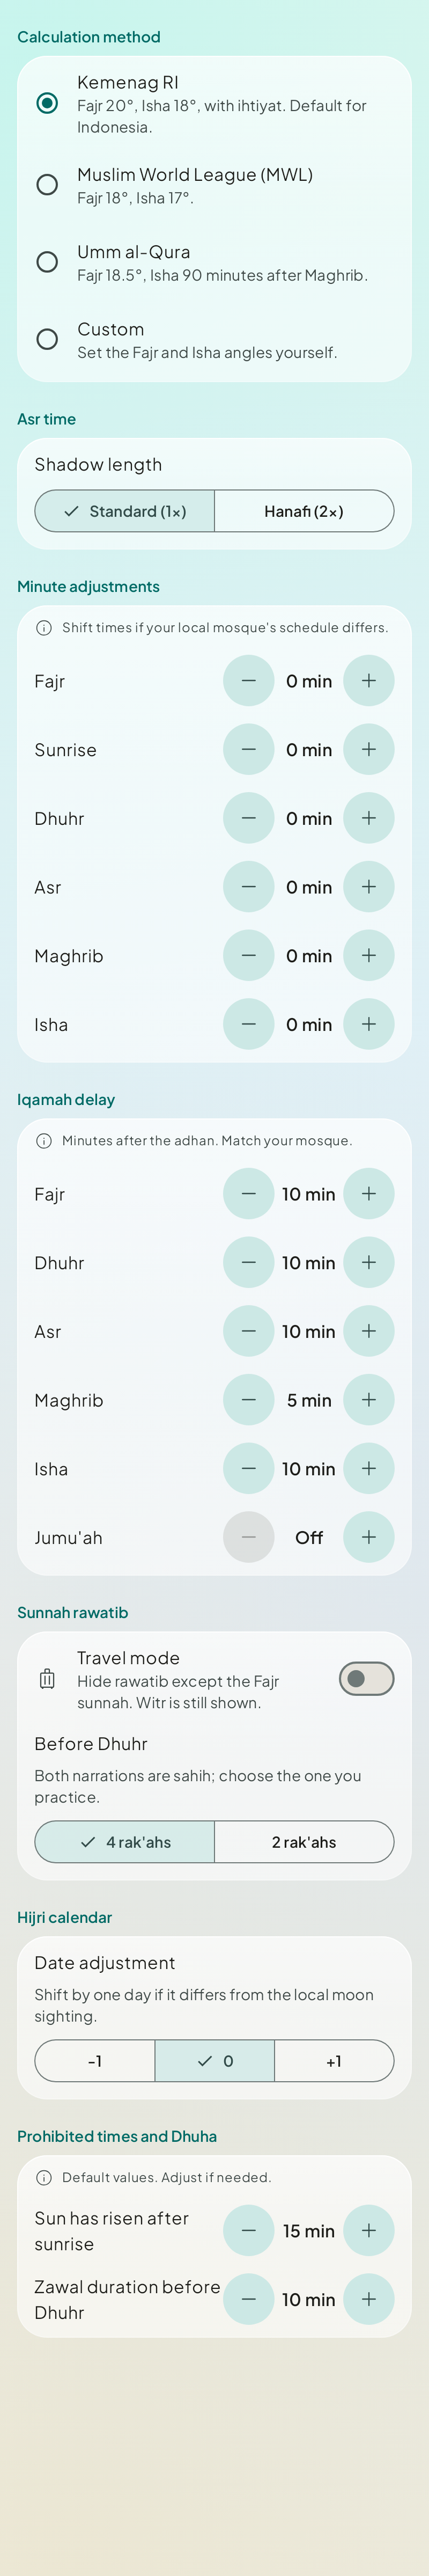 Calculation method
Kemenag RI
Fajr 20°, Isha 18°, with ihtiyat. Default for
Indonesia.
Muslim World League (MWL)
Fajr 18°, Isha 17°.
Umm al-Qura
Fajr 18.5°, Isha 90 minutes after Maghrib.
Custom
Set the Fajr and Isha angles yourself.
Asr time
Shadow length
Standard (1×) Hanafi (2×)
Minute adjustments
Shift times if your local mosque's schedule differs.
Fajr − 0 min +
Sunrise − 0 min +
Dhuhr − 0 min +
Asr − 0 min +
Maghrib − 0 min +
Isha − 0 min +
Iqamah delay
Minutes after the adhan. Match your mosque.
Fajr − 10 min +
Dhuhr − 10 min +
Asr − 10 min +
Maghrib − 5 min +
Isha − 10 min +
Jumu'ah − Off +
Sunnah rawatib
Travel mode
Hide rawatib except the Fajr
sunnah. Witr is still shown.
Before Dhuhr
Both narrations are sahih; choose the one you
practice.
4 rak'ahs 2 rak'ahs
Hijri calendar
Date adjustment
Shift by one day if it differs from the local moon
sighting.
-1 0 +1
Prohibited times and Dhuha
Default values. Adjust if needed.
Sun has risen after
sunrise − 15 min +
Zawal duration before
Dhuhr − 10 min +